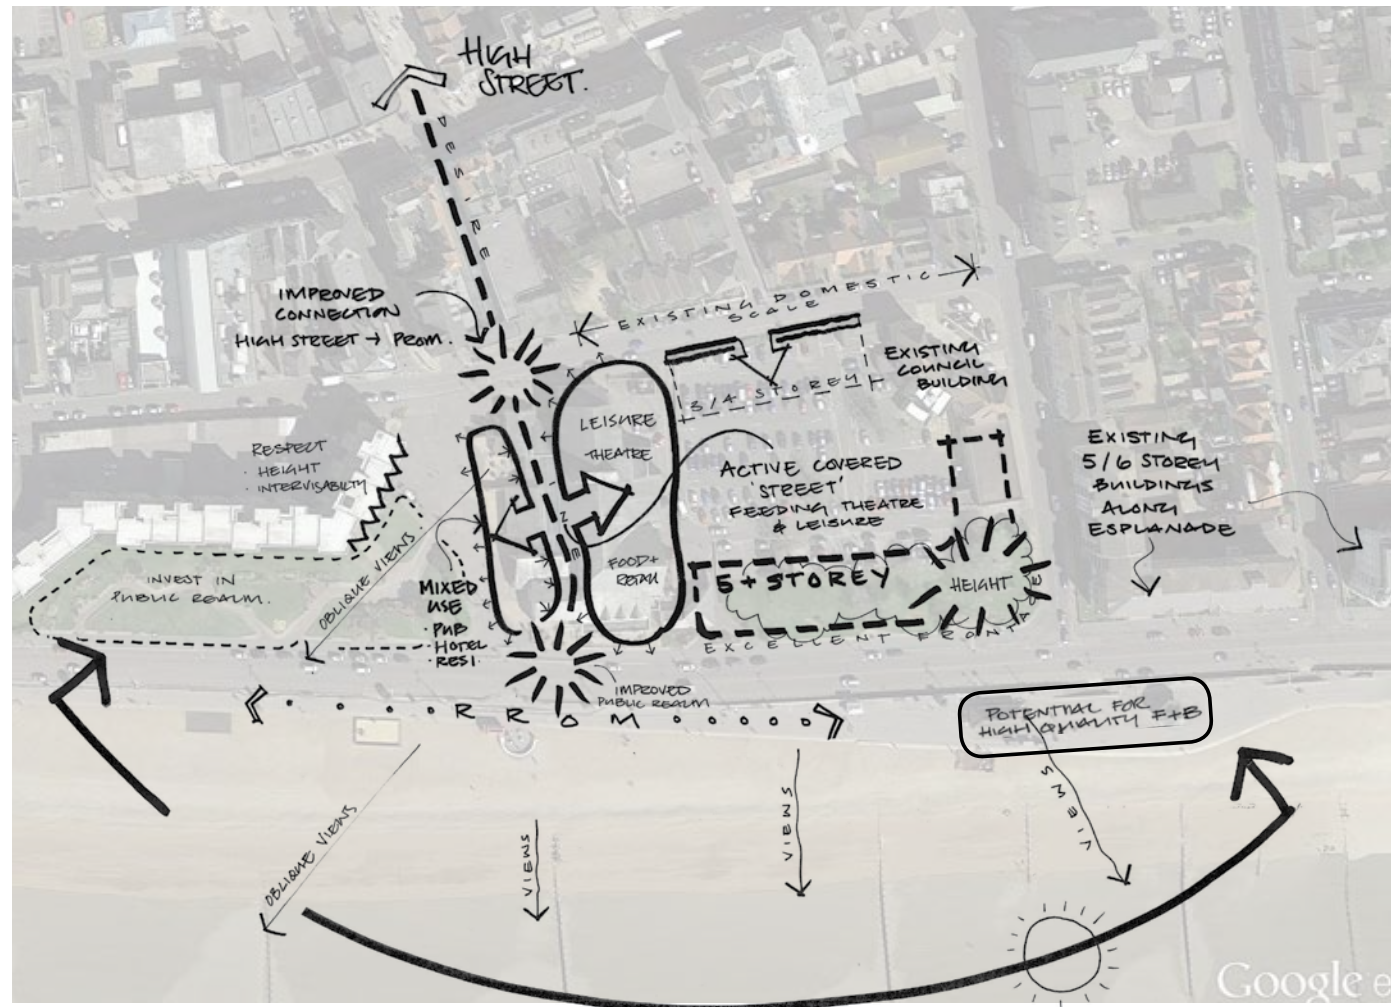 HIGH
STREET.
DESIRE
IMPROVED
CONNECTION
HIGH STREET → PROM.
EXISTING DOMESTIC
SCALE
EXISTING
COUNCIL
BUILDING
3/4 STOREY
LEISURE
THEATRE
RESPECT
· HEIGHT
· INTERVISABILTY
ACTIVE COVERED
'STREET'
FEEDING THEATRE
& LEISURE
EXISTING
5/6 STOREY
BUILDINGS
ALONG
ESPLANADE
LINE
FOOD+
RETAIL
5+ STOREY
HEIGHT
EXCELLENT FRONTAGE
INVEST IN
PUBLIC REALM.
OBLIQUE VIEWS
MIXED
USE
· PUB
HOTEL
· RESI.
IMPROVED
PUBLIC REALM
PRROM
POTENTIAL FOR
HIGH QUALITY F+B
OBLIQUE VIEWS
VIEWS
VIEWS
VIEWS
Google e